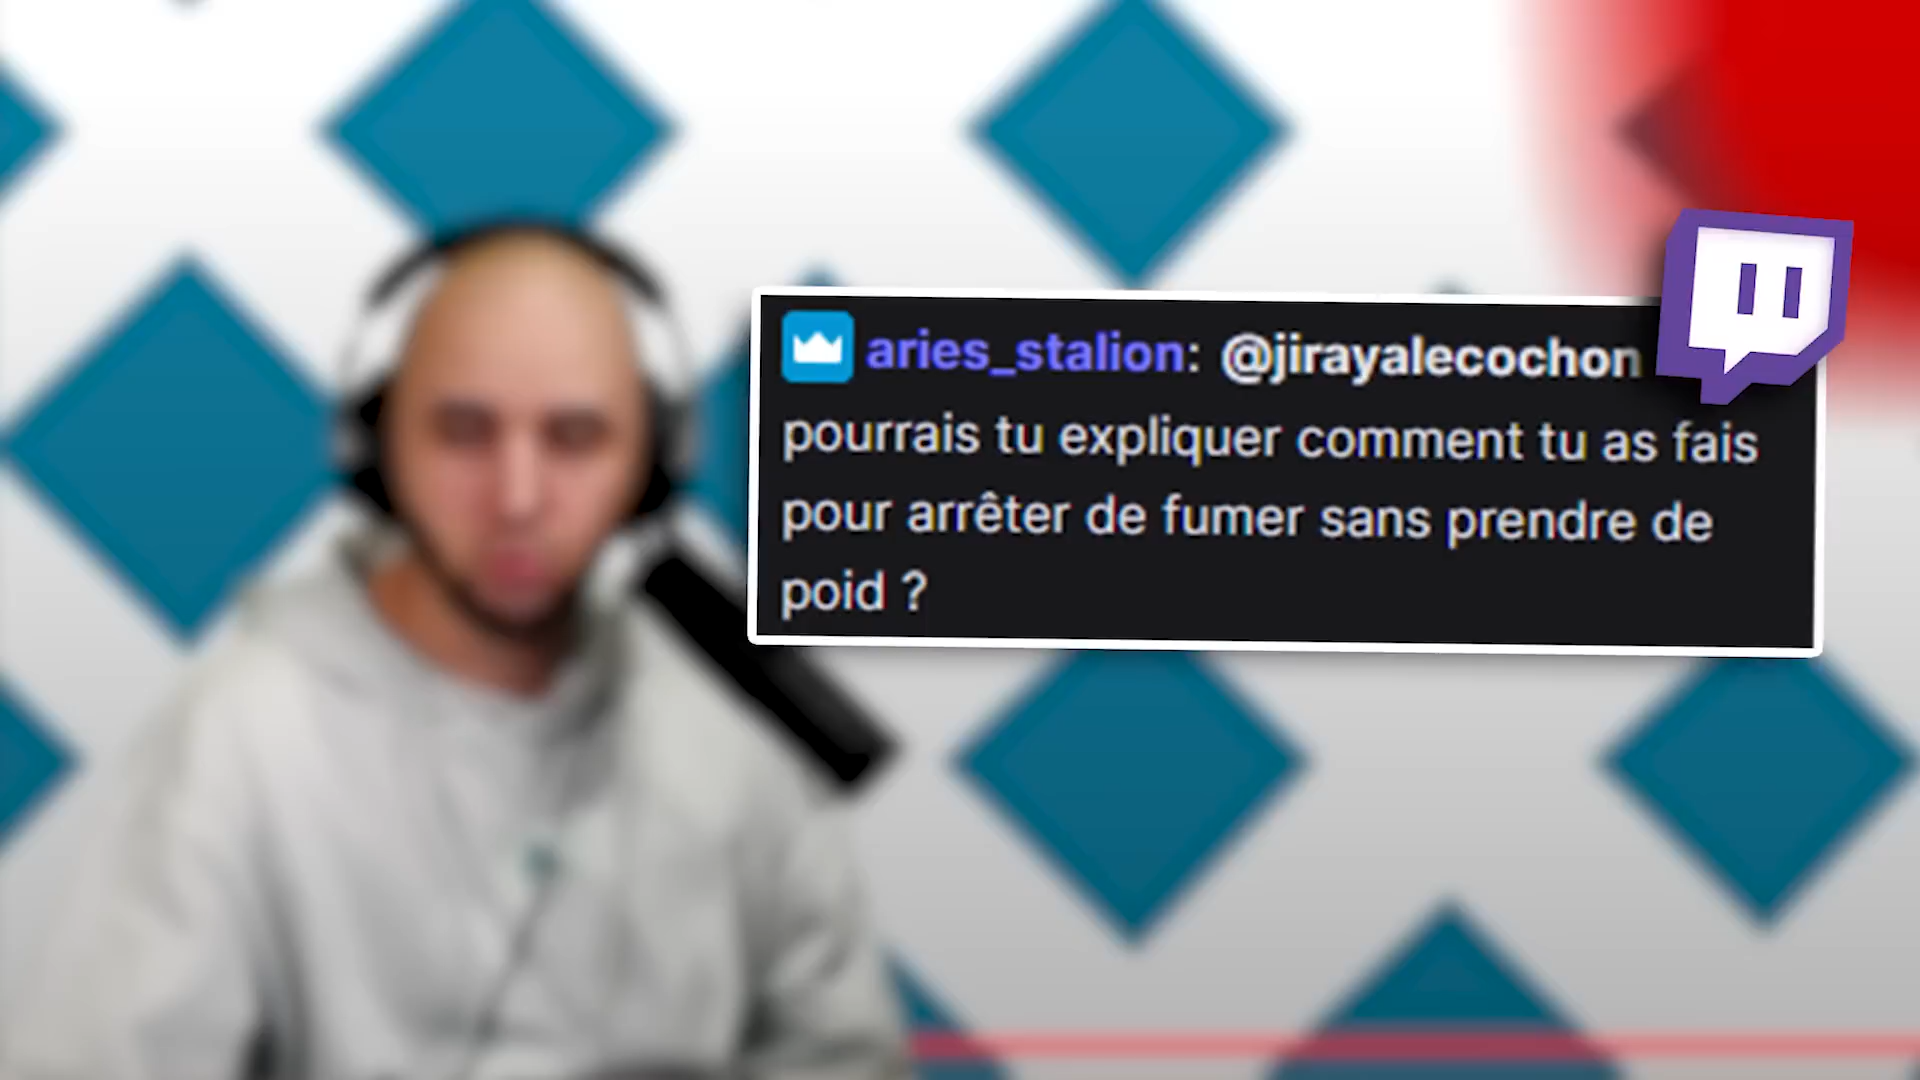 aries_stalion: @jirayalecochon
pourrais tu expliquer comment tu as fais
pour arrêter de fumer sans prendre de
poid ?